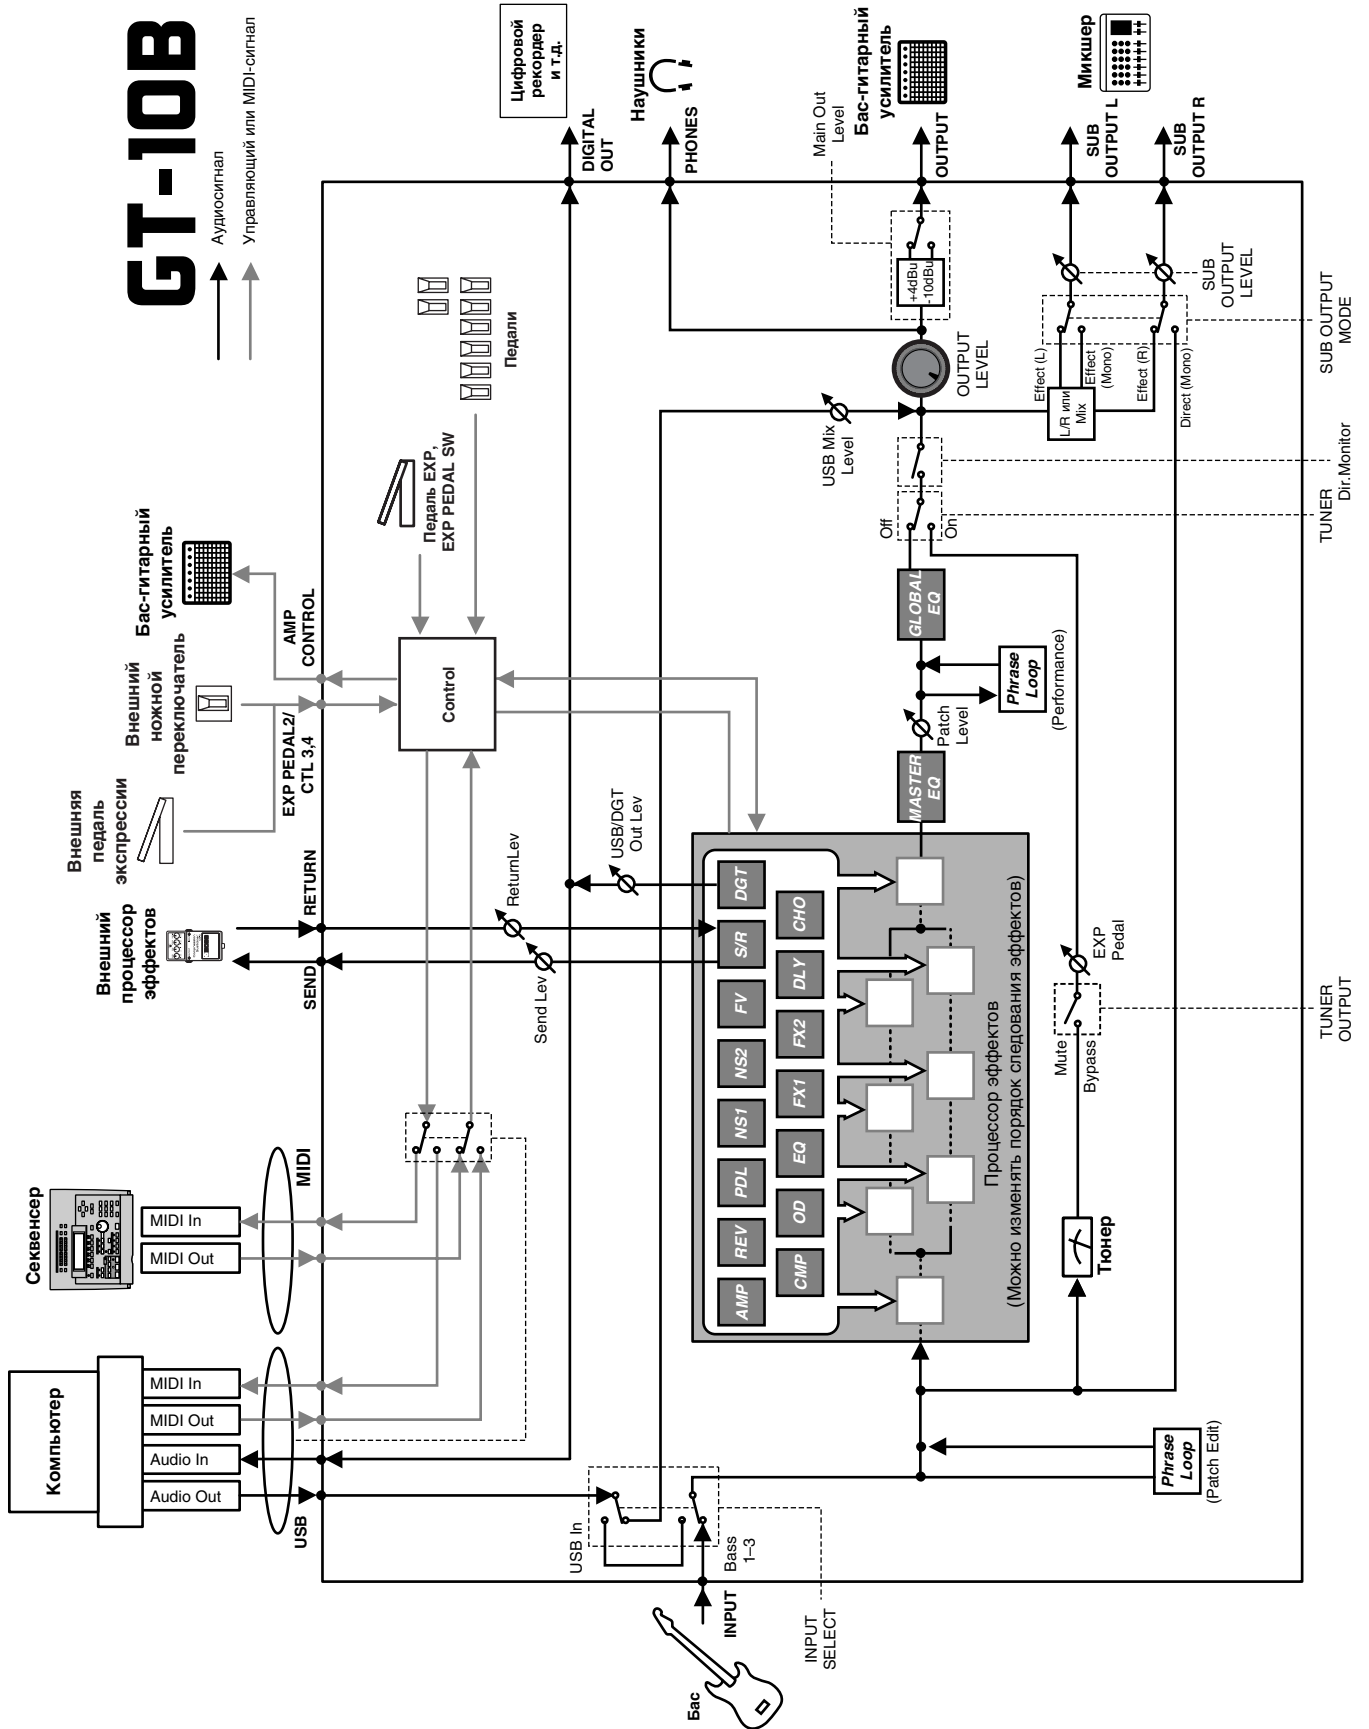 GT-10B
Аудиосигнал
Управляющий или MIDI-сигнал
Компьютер
MIDI In
MIDI Out
Audio In
Audio Out
USB
Секвенсер
MIDI In
MIDI Out
MIDI
Внешний
процессор
эффектов
SEND
RETURN
Внешняя
педаль
экспрессии
Внешний
ножной
переключатель
EXP PEDAL2/
CTL 3,4
Бас-гитарный
усилитель
AMP
CONTROL
Control
Педаль EXP,
EXP PEDAL SW
Педали
Send Lev
ReturnLev
USB/DGT
Out Lev
Цифровой
рекордер
и т.д.
DIGITAL
OUT
Наушники
PHONES
Main Out
Level
Бас-гитарный
усилитель
OUTPUT
Микшер
SUB
OUTPUT L
SUB
OUTPUT R
Бас
INPUT
INPUT
SELECT
USB In
Bass
1–3
AMP
REV
PDL
NS1
NS2
FV
S/R
DGT
CMP
OD
EQ
FX1
FX2
DLY
CHO
Процессор эффектов
(Можно изменять порядок следования эффектов)
MASTER
EQ
Patch
Level
Phrase
Loop
(Performance)
GLOBAL
EQ
Off
On
USB Mix
Level
OUTPUT
LEVEL
+4dBu
-10dBu
L/R или
Mix
Effect (L)
Effect
(Mono)
Effect (R)
Direct (Mono)
SUB
OUTPUT
LEVEL
SUB OUTPUT
MODE
Phrase
Loop
(Patch Edit)
Тюнер
Mute
Bypass
EXP
Pedal
TUNER
OUTPUT
TUNER
Dir.Monitor